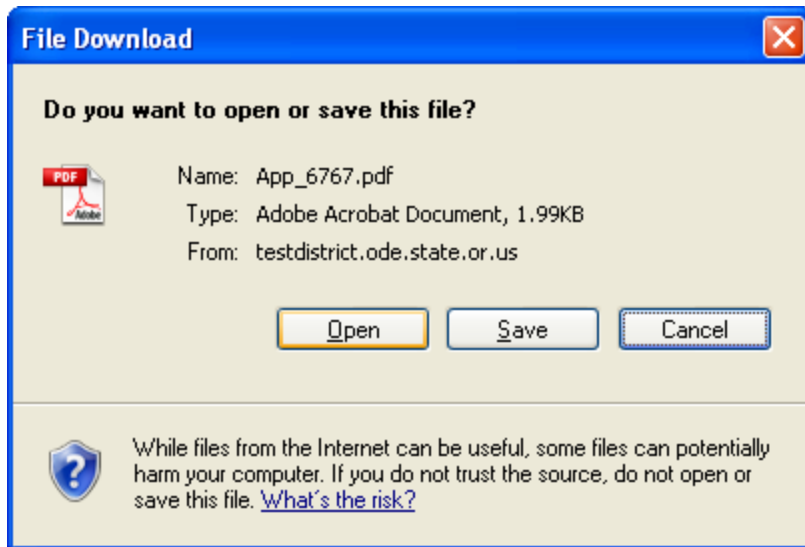 File Download
Do you want to open or save this file?
PDF
Adobe
Name: App_6767.pdf
Type: Adobe Acrobat Document, 1.99KB
From: testdistrict.ode.state.or.us
Open Save Cancel
?
While files from the Internet can be useful, some files can potentially
harm your computer. If you do not trust the source, do not open or
save this file. What's the risk?